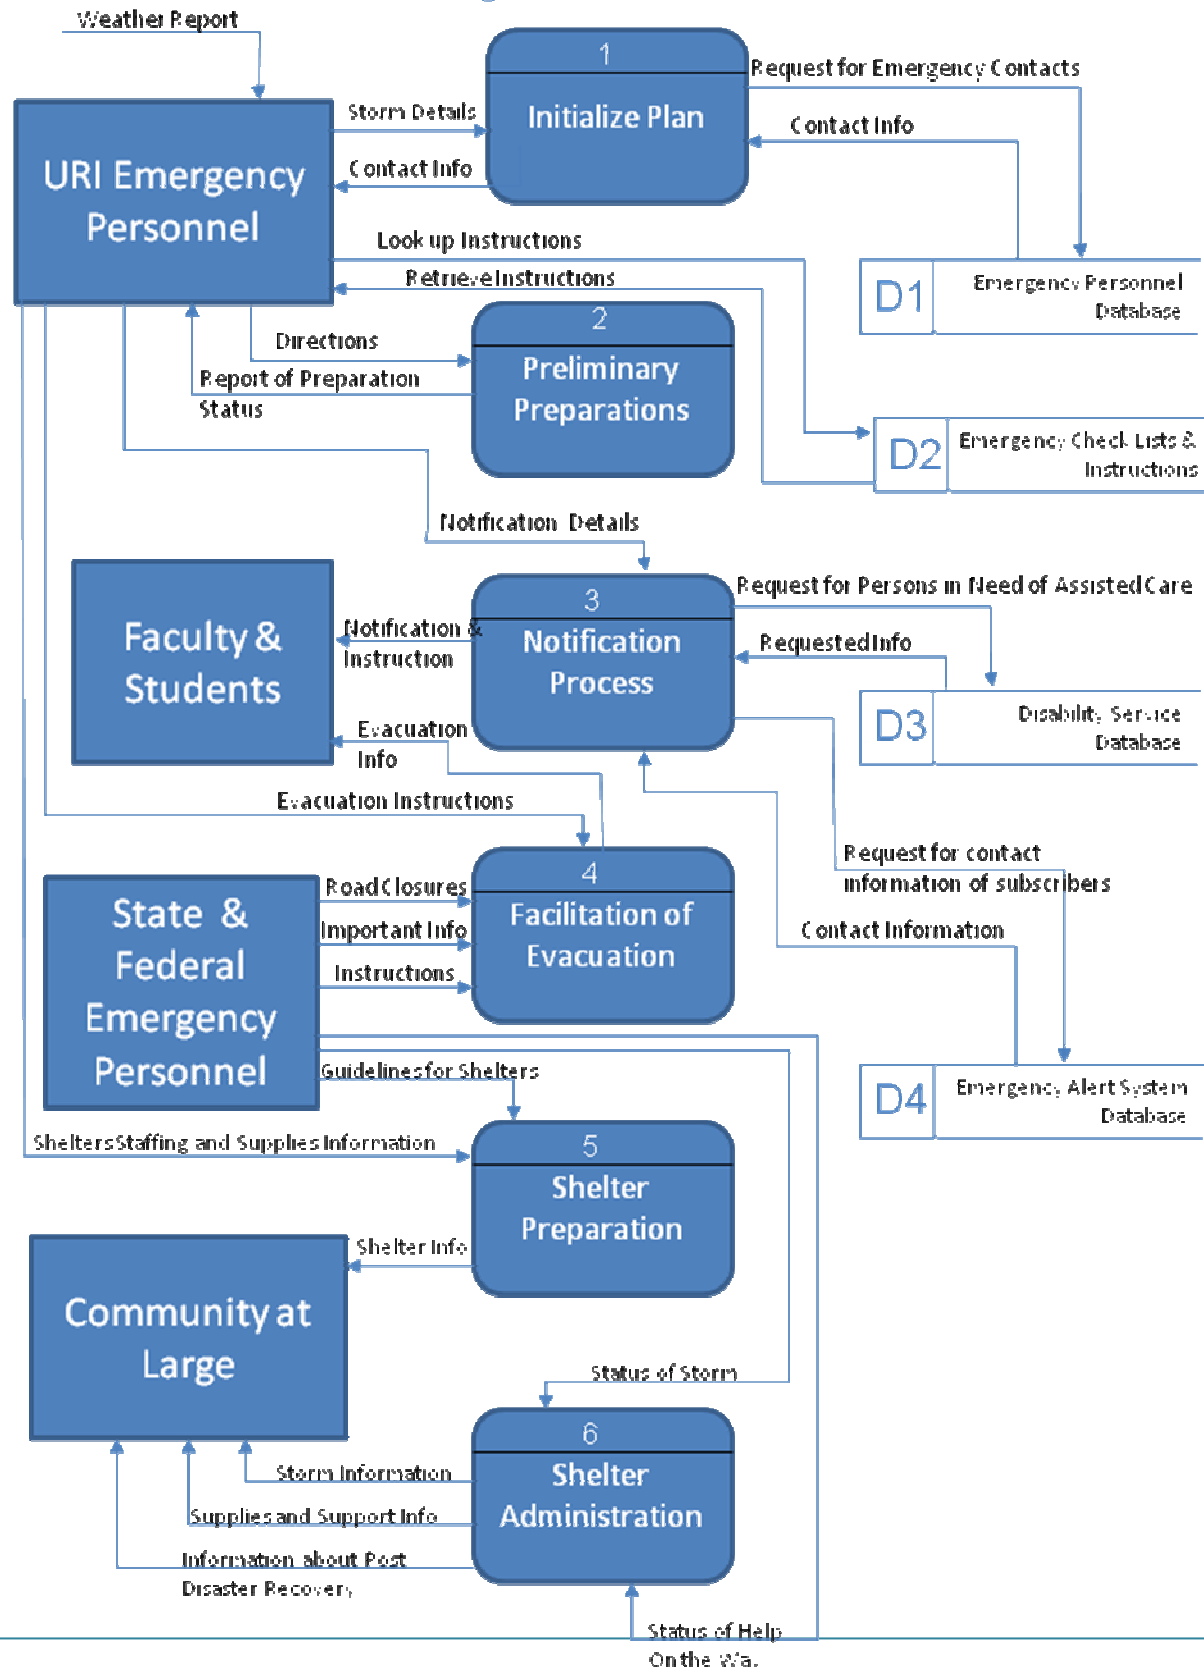 Weather Report
1
Initialize Plan
Request for Emergency Contacts
Storm Details
Contact Info
Contact Info
URI Emergency
Personnel
Look up Instructions
Retrieve Instructions
D1
Emergency Personnel
Database
2
Preliminary
Preparations
Directions
Report of Preparation
Status
D2
Emergency Check Lists &
Instructions
Notification Details
Faculty &
Students
Notification &
Instruction
3
Notification
Process
Request for Persons in Need of Assisted Care
Requested Info
D3
Disability Service
Database
Evacuation
Info
Evacuation Instructions
Request for contact
information of subscribers
Contact Information
State &
Federal
Emergency
Personnel
Road Closures
Important Info
Instructions
4
Facilitation of
Evacuation
Guidelines for Shelters
D4
Emergency Alert System
Database
Shelters Staffing and Supplies Information
5
Shelter
Preparation
Shelter Info
Community at
Large
Status of Storm
6
Shelter
Administration
Storm Information
Supplies and Support Info
Information about Post
Disaster Recovery
Status of Help
On the Way